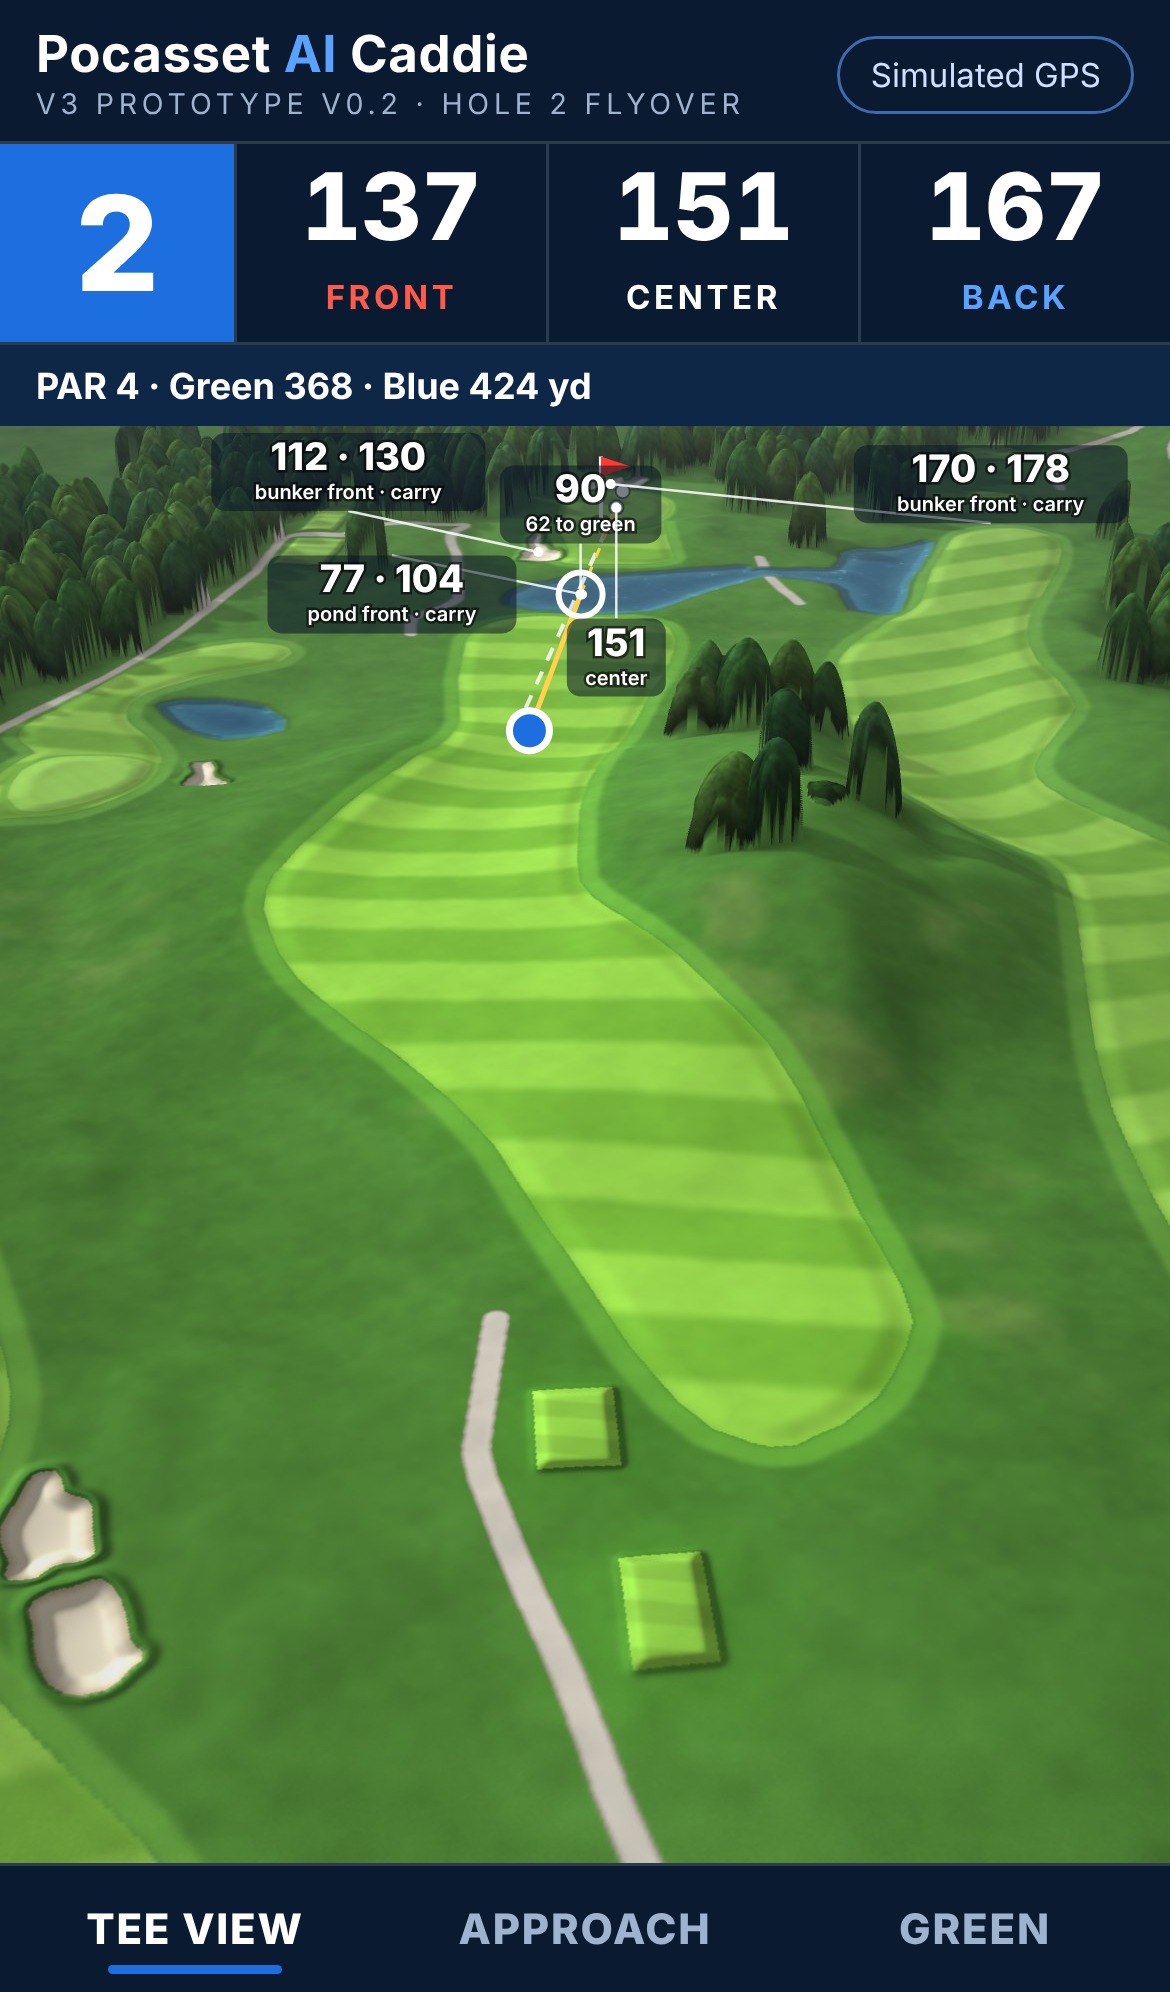 Pocasset AI Caddie
V3 PROTOTYPE V0.2 · HOLE 2 FLYOVER
Simulated GPS
2
137
FRONT
151
CENTER
167
BACK
PAR 4 · Green 368 · Blue 424 yd
112 · 130
bunker front · carry
90
62 to green
170 · 178
bunker front · carry
77 · 104
pond front · carry
151
center
TEE VIEW
APPROACH
GREEN